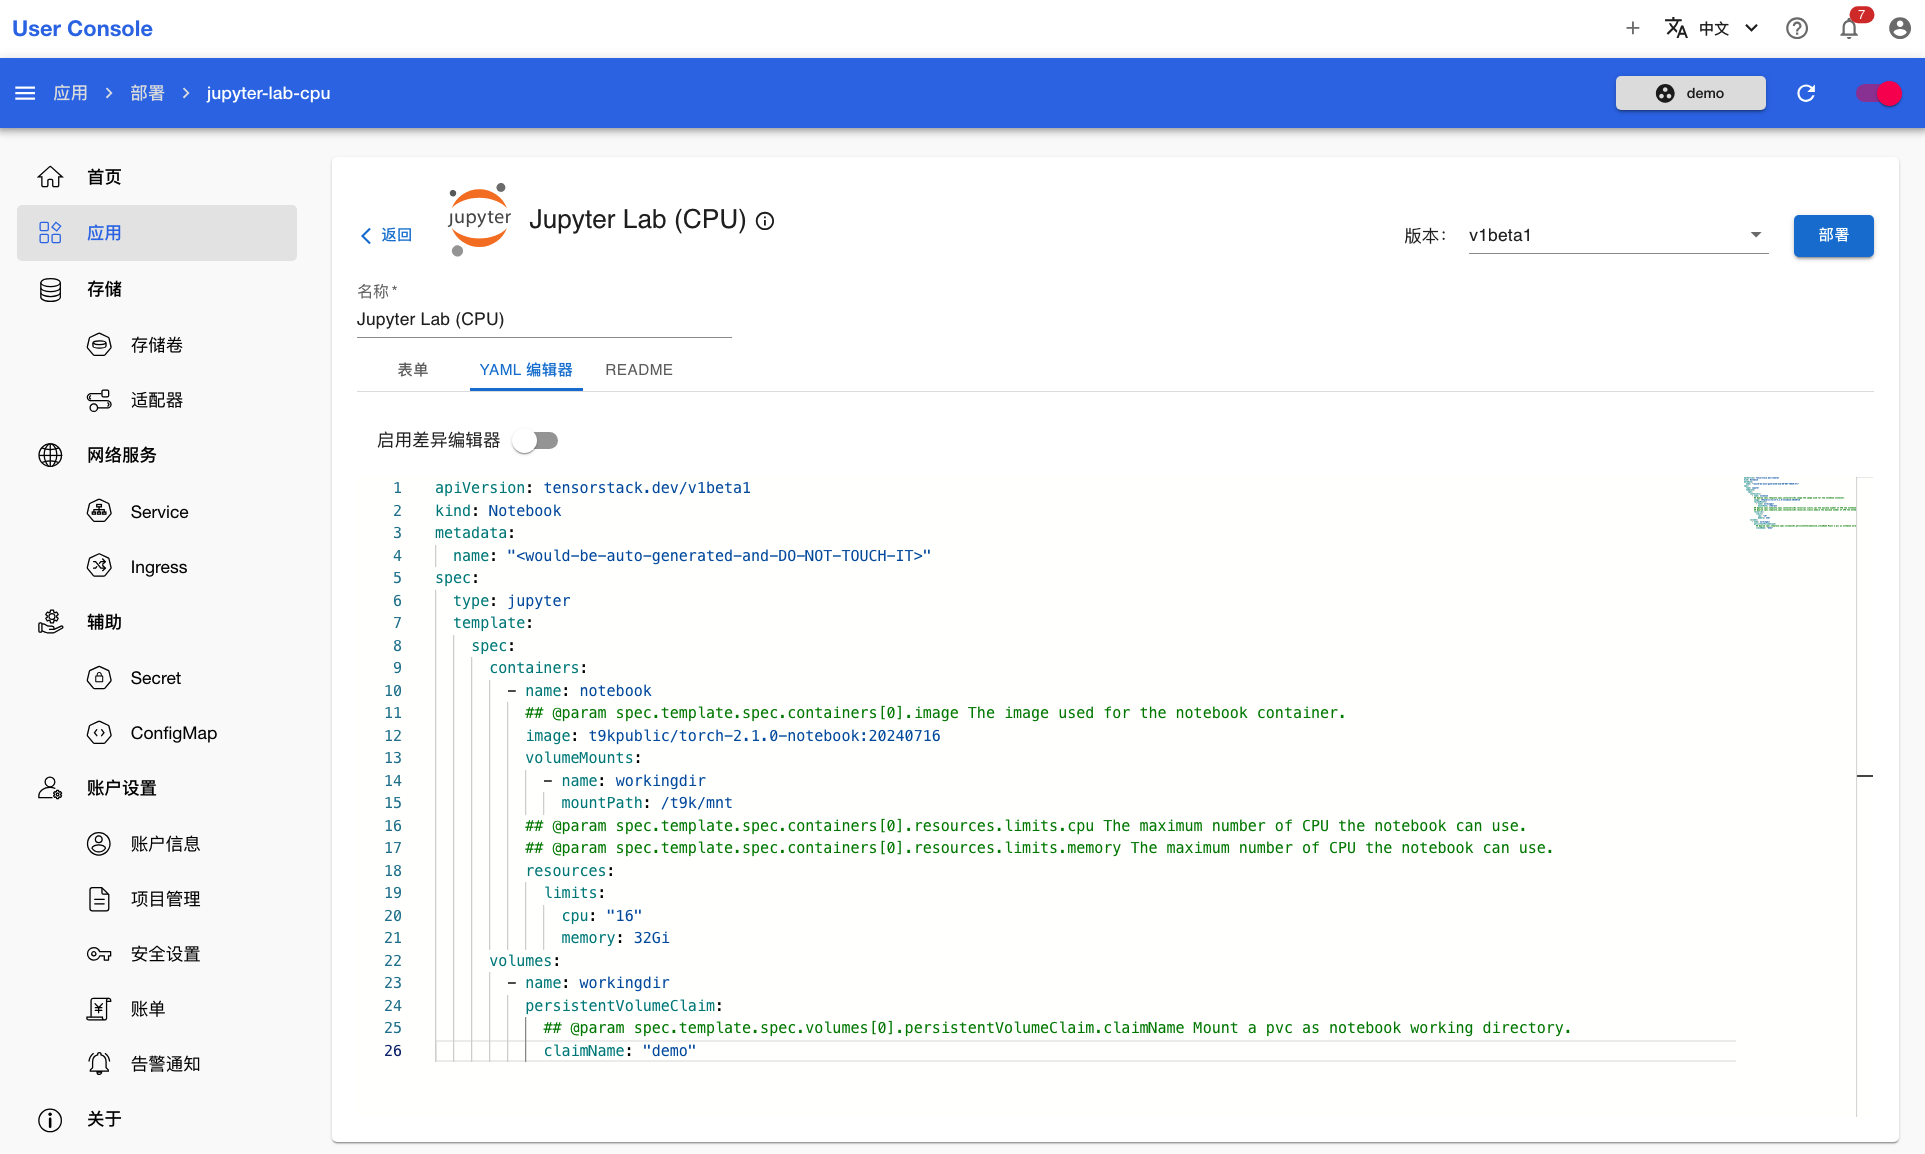 User Console
中文
7
应用 > 部署 > jupyter-lab-cpu
demo
首页
应用
存储
存储卷
适配器
网络服务
Service
Ingress
辅助
Secret
ConfigMap
账户设置
账户信息
项目管理
安全设置
账单
告警通知
关于
返回
jupyter
Jupyter Lab (CPU)
版本：
v1beta1
部署
名称 *
Jupyter Lab (CPU)
表单
YAML 编辑器
README
启用差异编辑器
1 apiVersion: tensorstack.dev/v1beta1
2 kind: Notebook
3 metadata:
4 name: "<would-be-auto-generated-and-DO-NOT-TOUCH-IT>"
5 spec:
6 type: jupyter
7 template:
8 spec:
9 containers:
10 - name: notebook
11 ## @param spec.template.spec.containers[0].image The image used for the notebook container.
12 image: t9kpublic/torch-2.1.0-notebook:20240716
13 volumeMounts:
14 - name: workingdir
15 mountPath: /t9k/mnt
16 ## @param spec.template.spec.containers[0].resources.limits.cpu The maximum number of CPU the notebook can use.
17 ## @param spec.template.spec.containers[0].resources.limits.memory The maximum number of CPU the notebook can use.
18 resources:
19 limits:
20 cpu: "16"
21 memory: 32Gi
22 volumes:
23 - name: workingdir
24 persistentVolumeClaim:
25 ## @param spec.template.spec.volumes[0].persistentVolumeClaim.claimName Mount a pvc as notebook working directory.
26 claimName: "demo"